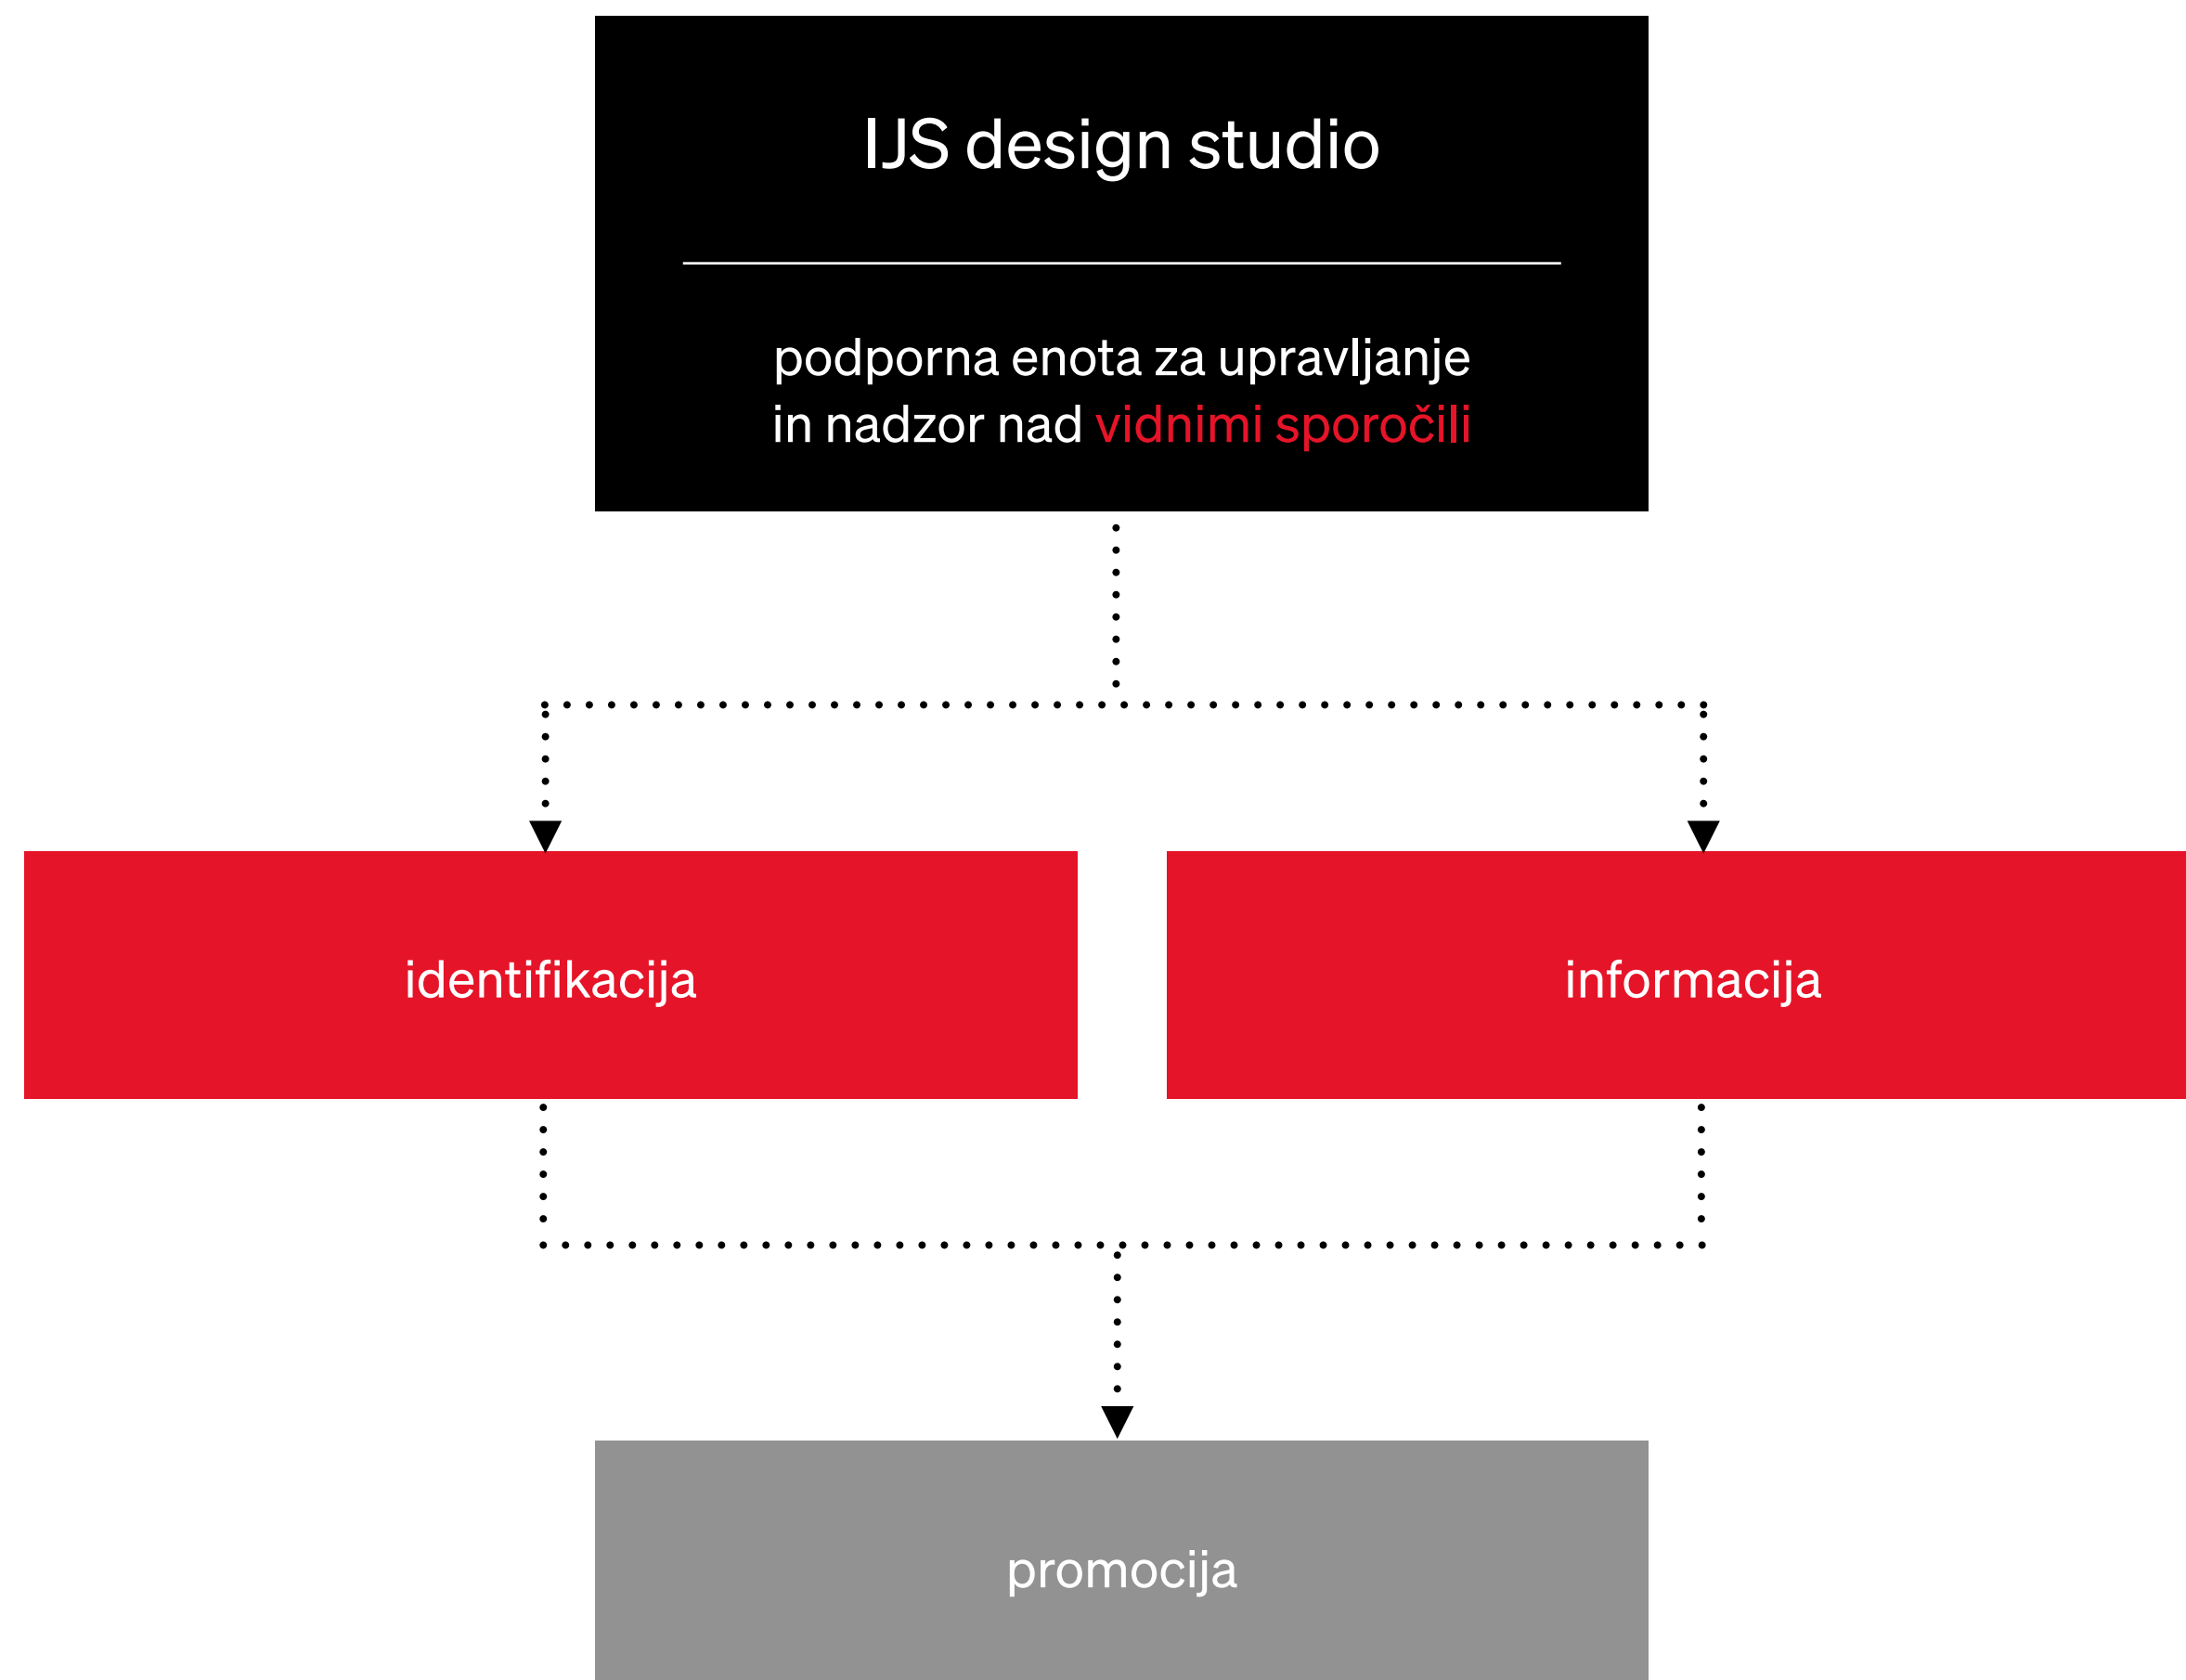 IJS design studio
podporna enota za upravljanje
in nadzor nad vidnimi sporočili
identifikacija
informacija
promocija